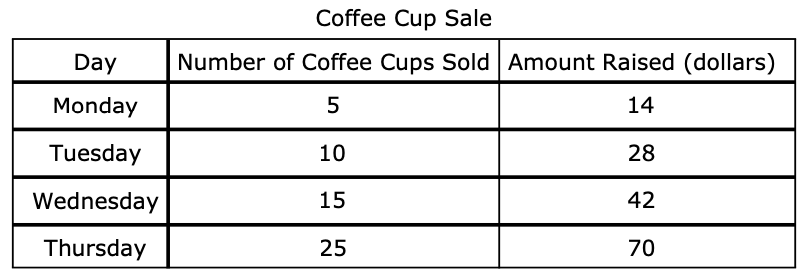 Coffee Cup Sale
Day Number of Coffee Cups Sold Amount Raised (dollars)
Monday 5 14
Tuesday 10 28
Wednesday 15 42
Thursday 25 70